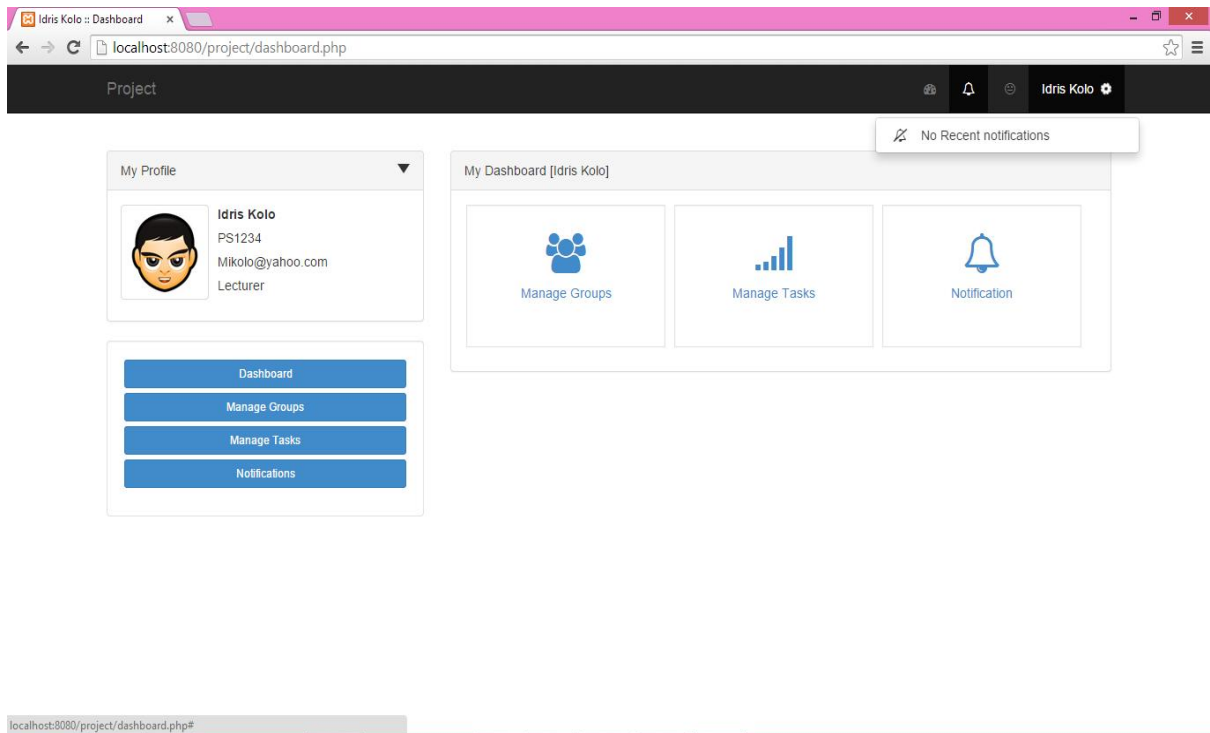 Idris Kolo :: Dashboard
localhost:8080/project/dashboard.php
Project
Idris Kolo
No Recent notifications
My Profile
Idris Kolo
PS1234
Mikolo@yahoo.com
Lecturer
Dashboard
Manage Groups
Manage Tasks
Notifications
My Dashboard [Idris Kolo]
Manage Groups
Manage Tasks
Notification
localhost:8080/project/dashboard.php#